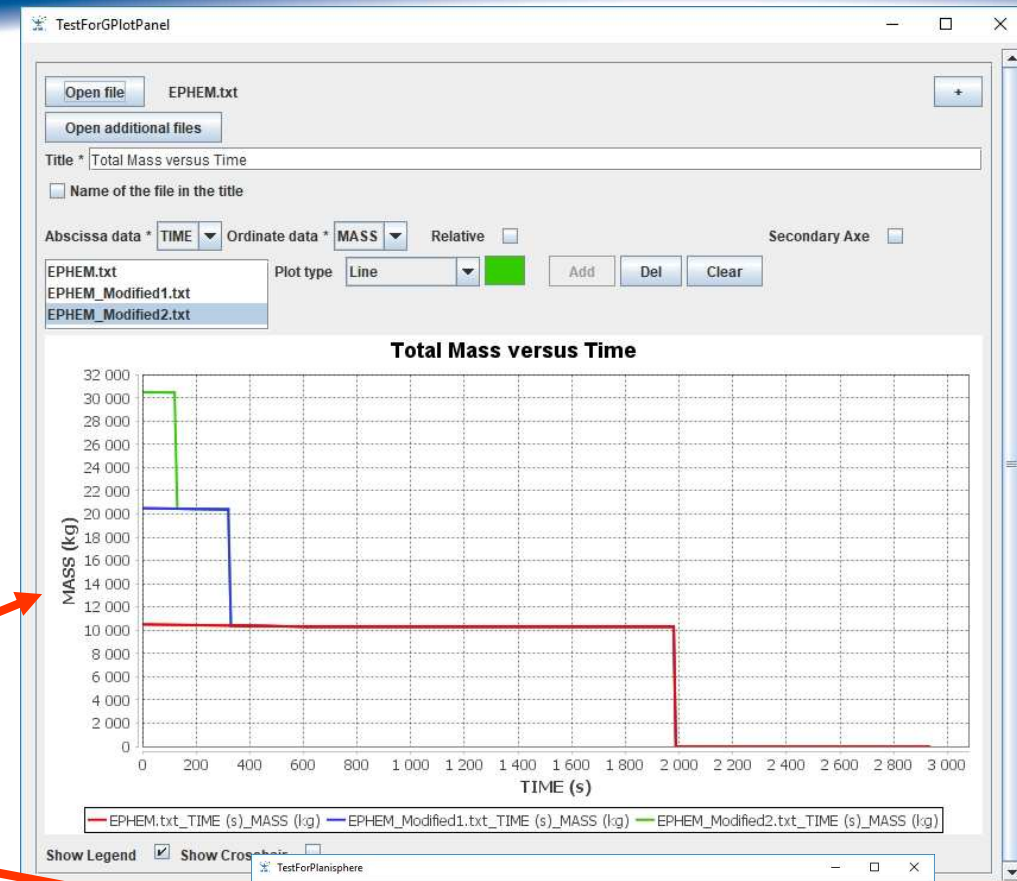 TestForGPlotPanel
Open file EPHEM.txt +
Open additional files
Title * Total Mass versus Time
Name of the file in the title
Abscissa data * TIME Ordinate data * MASS Relative Secondary Axe
EPHEM.txt Plot type Line Add Del Clear
EPHEM_Modified1.txt
EPHEM_Modified2.txt
Total Mass versus Time
32 000
30 000
28 000
26 000
24 000
22 000
20 000
18 000
16 000
14 000
12 000
10 000
8 000
6 000
4 000
2 000
0
MASS (kg)
0 200 400 600 800 1 000 1 200 1 400 1 600 1 800 2 000 2 200 2 400 2 600 2 800 3 000
TIME (s)
EPHEM.txt_TIME (s)_MASS (kg) EPHEM_Modified1.txt_TIME (s)_MASS (kg) EPHEM_Modified2.txt_TIME (s)_MASS (kg)
Show Legend Show
TestForPlanisphere